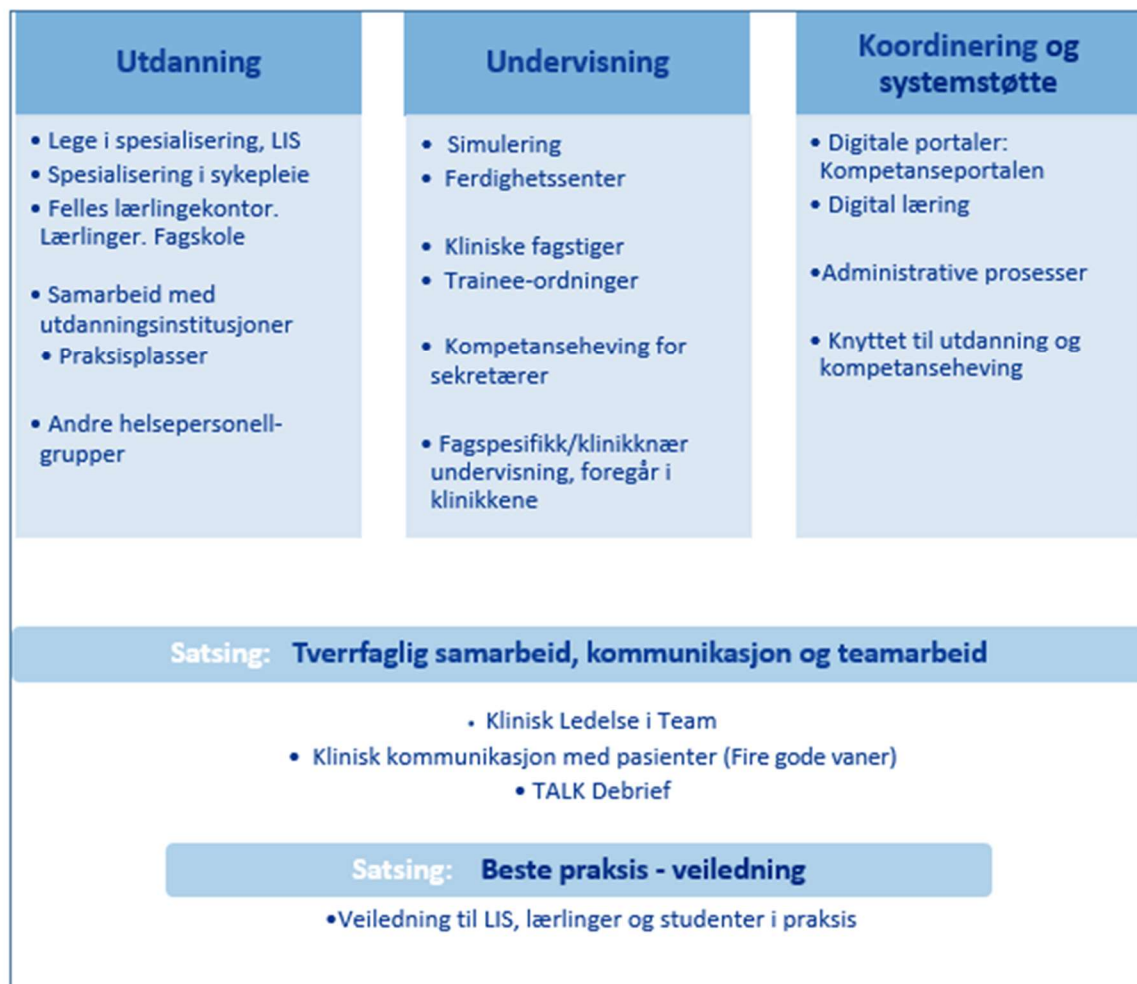 Utdanning
• Lege i spesialisering, LIS
• Spesialisering i sykepleie
• Felles lærlingekontor.
Lærlinger. Fagskole
• Samarbeid med
utdanningsinstitusjoner
• Praksisplasser
• Andre helsepersonell-
grupper
Undervisning
• Simulering
• Ferdighetssenter
• Kliniske fagstiger
• Trainee-ordninger
• Kompetanseheving for
sekretærer
• Fagspesifikk/klinikknær
undervisning, foregår i
klinikkene
Koordinering og
systemstøtte
• Digitale portaler:
Kompetanseportalen
• Digital læring
•Administrative prosesser
• Knyttet til utdanning og
kompetanseheving
Satsing: Tverrfaglig samarbeid, kommunikasjon og teamarbeid
• Klinisk Ledelse i Team
• Klinisk kommunikasjon med pasienter (Fire gode vaner)
• TALK Debrief
Satsing: Beste praksis - veiledning
•Veiledning til LIS, lærlinger og studenter i praksis